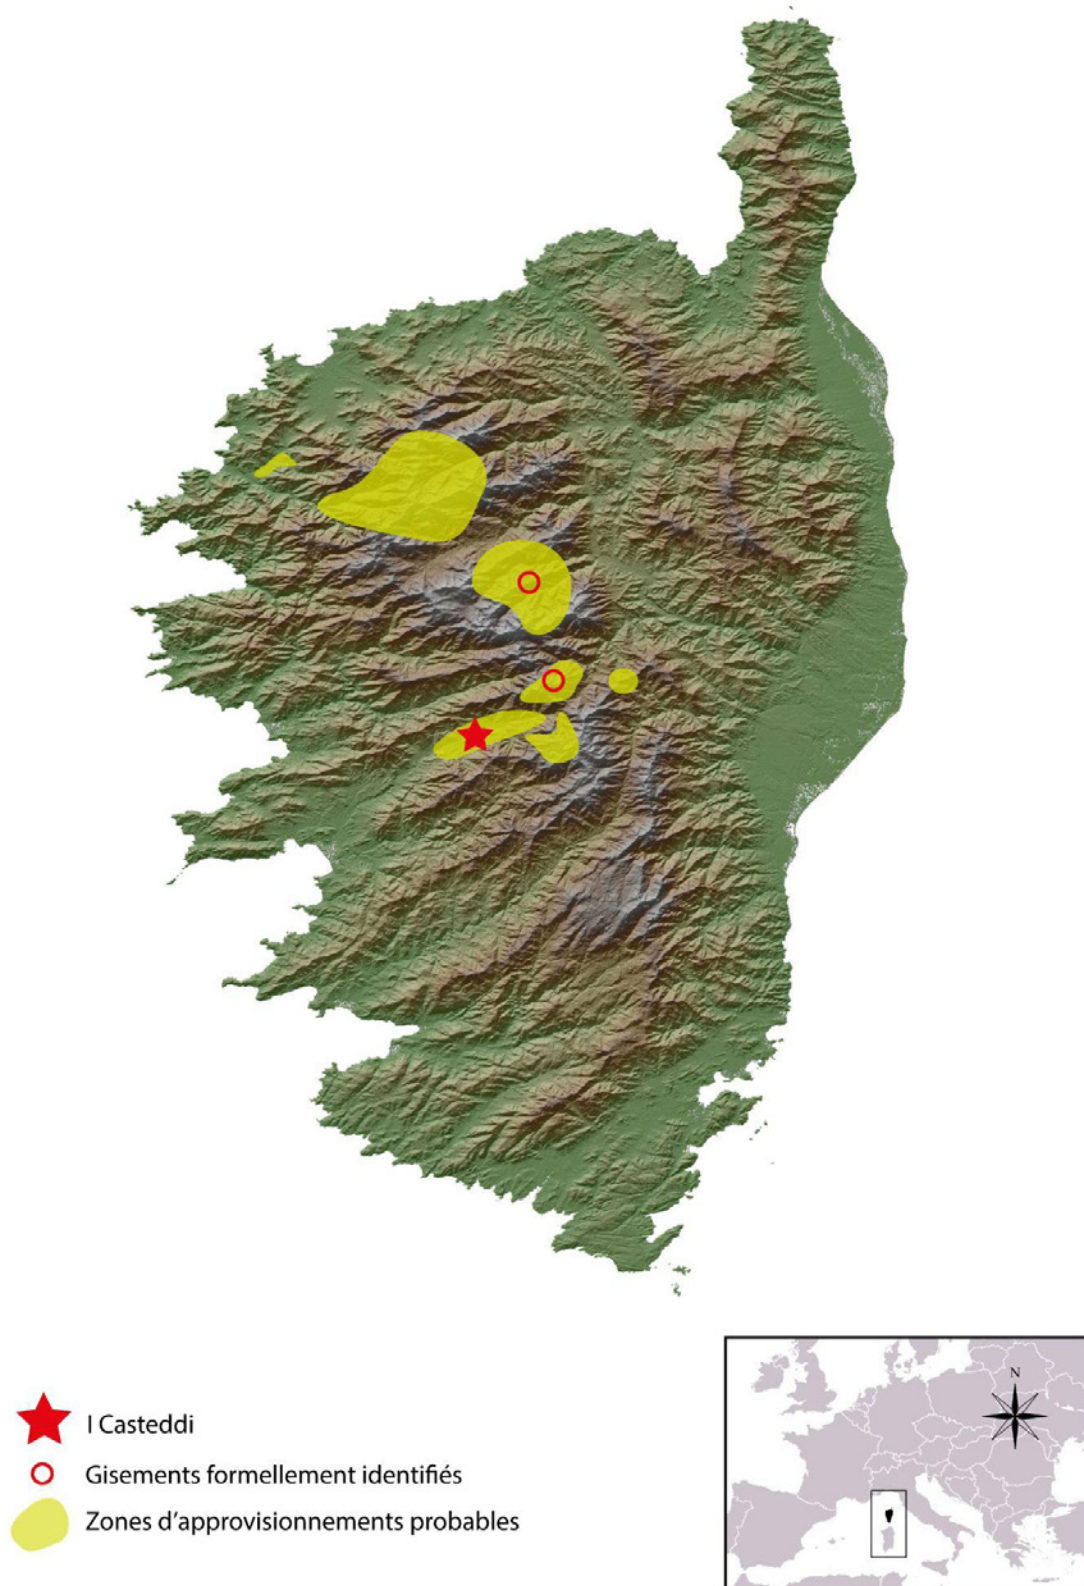 I Casteddi
Gisements formellement identifiés
Zones d'approvisionnements probables
N